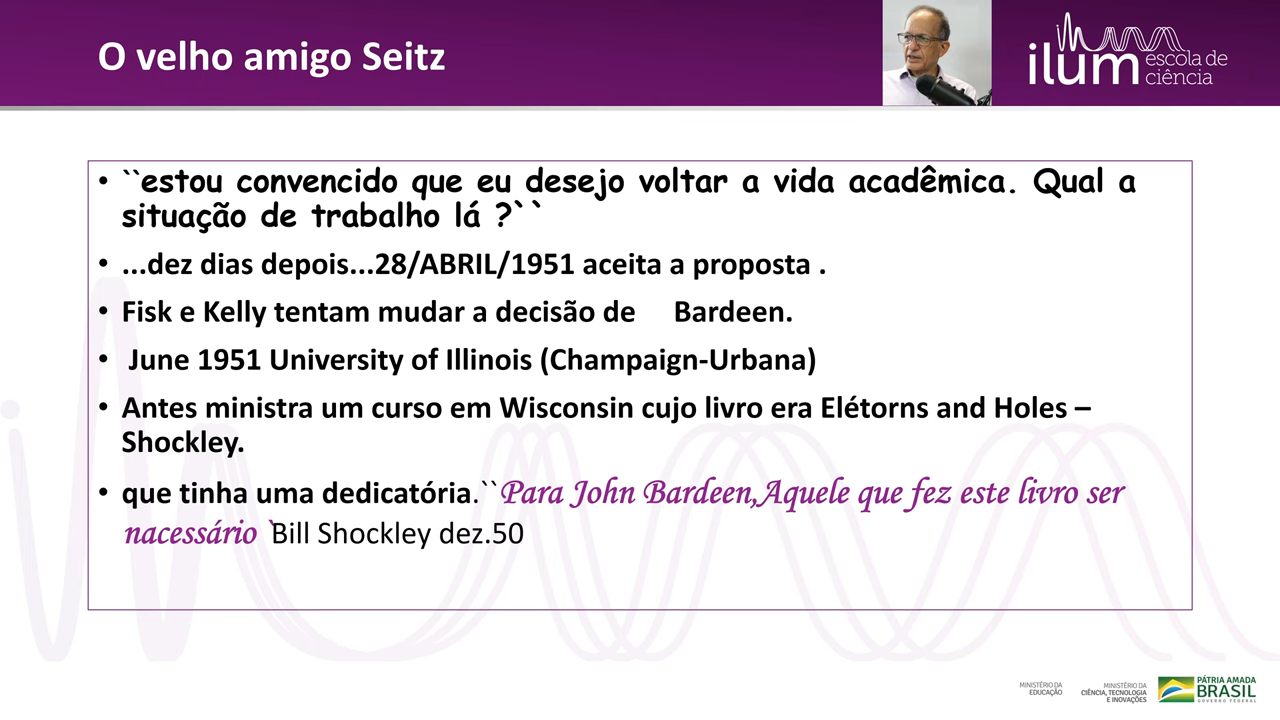 O velho amigo Seitz
ilum escola de
ciência
• ``estou convencido que eu desejo voltar a vida acadêmica. Qual a
situação de trabalho lá ?``
• ...dez dias depois...28/ABRIL/1951 aceita a proposta .
• Fisk e Kelly tentam mudar a decisão de Bardeen.
• June 1951 University of Illinois (Champaign-Urbana)
• Antes ministra um curso em Wisconsin cujo livro era Elétorns and Holes –
Shockley.
• que tinha uma dedicatória.``Para John Bardeen,Aquele que fez este livro ser
nacessário `Bill Shockley dez.50
MINISTÉRIO DA
EDUCAÇÃO
MINISTÉRIO DA
CIÊNCIA, TECNOLOGIA
E INOVAÇÕES
PÁTRIA AMADA
BRASIL
GOVERNO FEDERAL